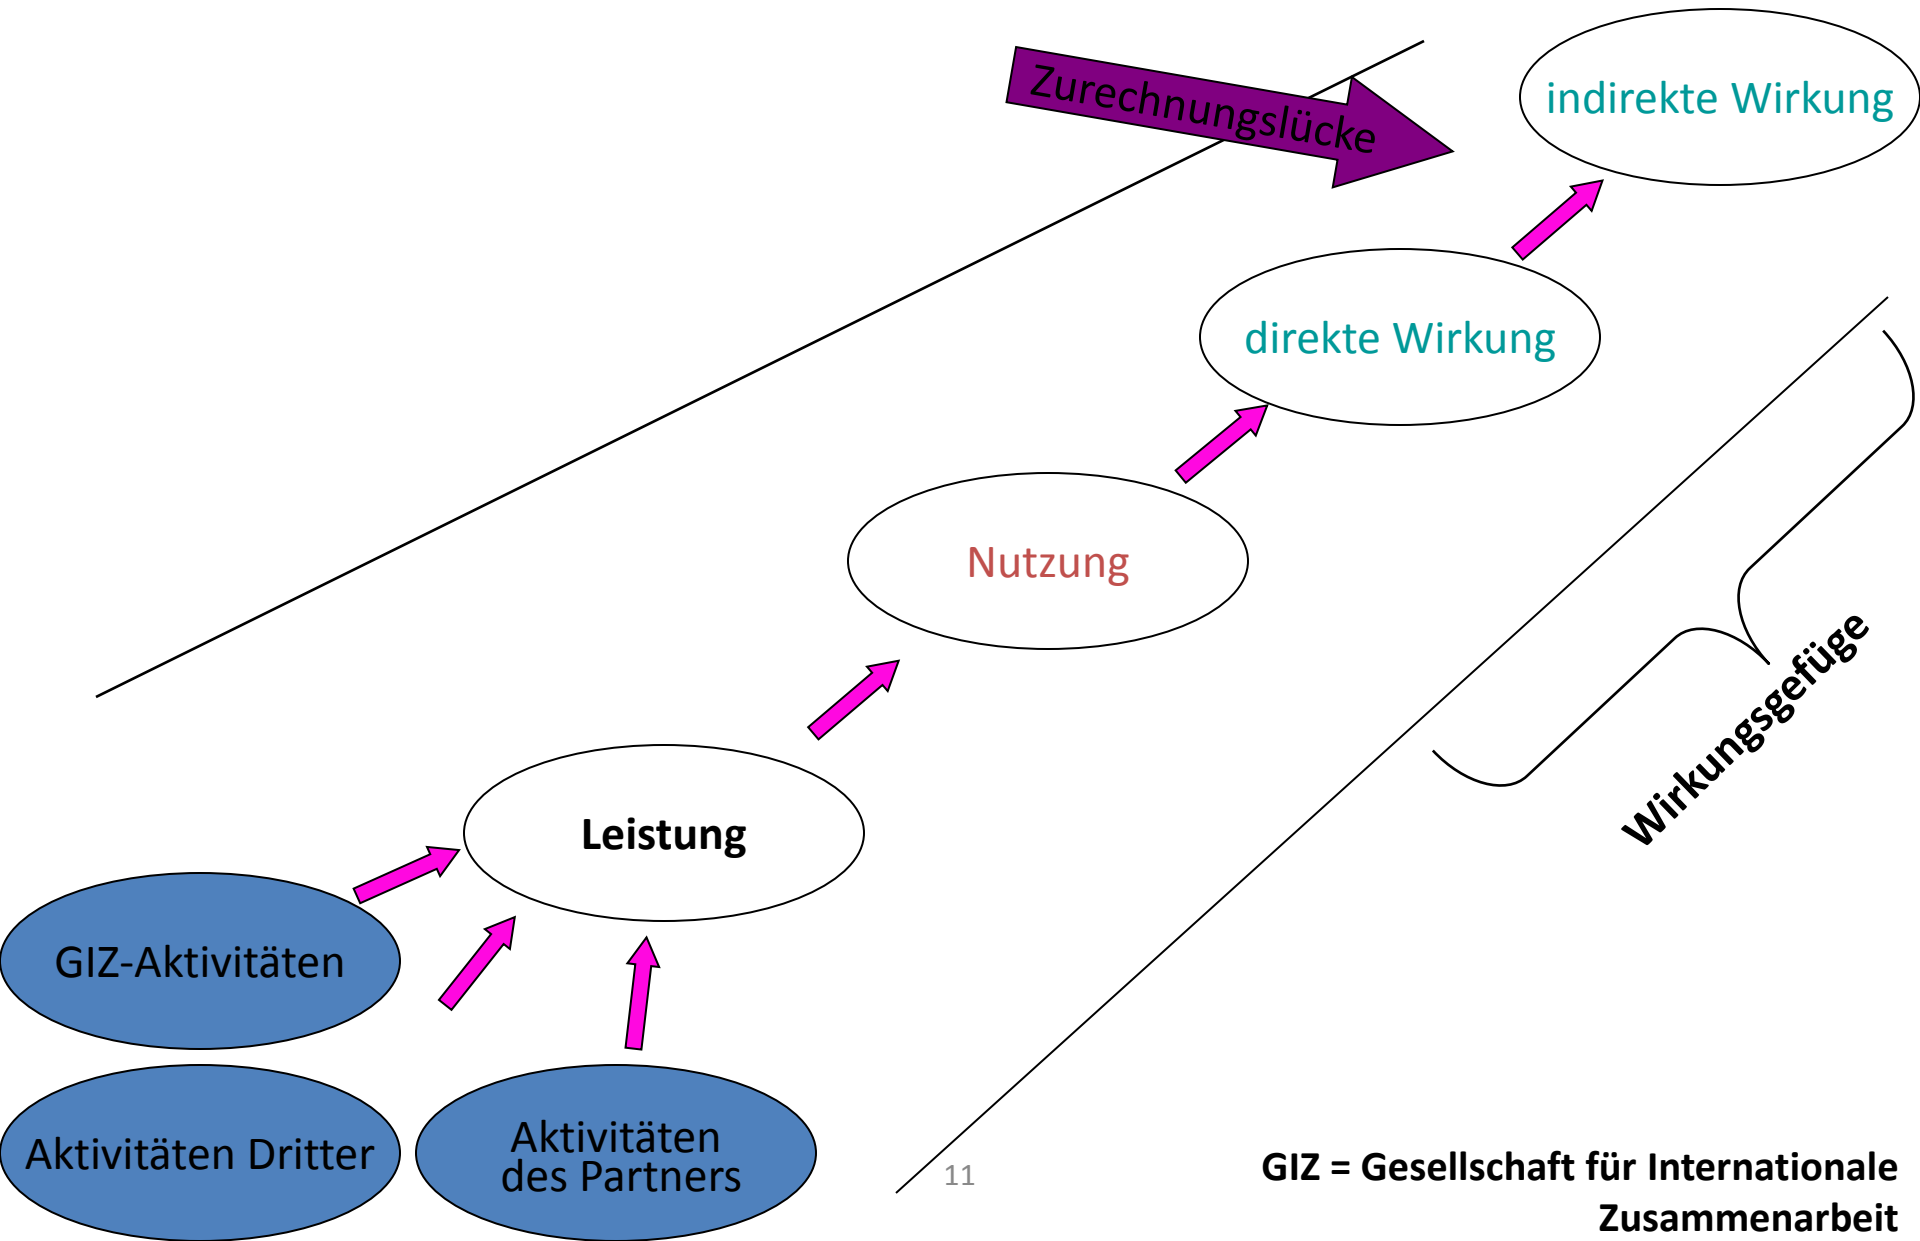 Zurechnungslücke
indirekte Wirkung
direkte Wirkung
Nutzung
Wirkungsgefüge
Leistung
GIZ-Aktivitäten
Aktivitäten Dritter
Aktivitäten
des Partners
11
GIZ = Gesellschaft für Internationale
Zusammenarbeit